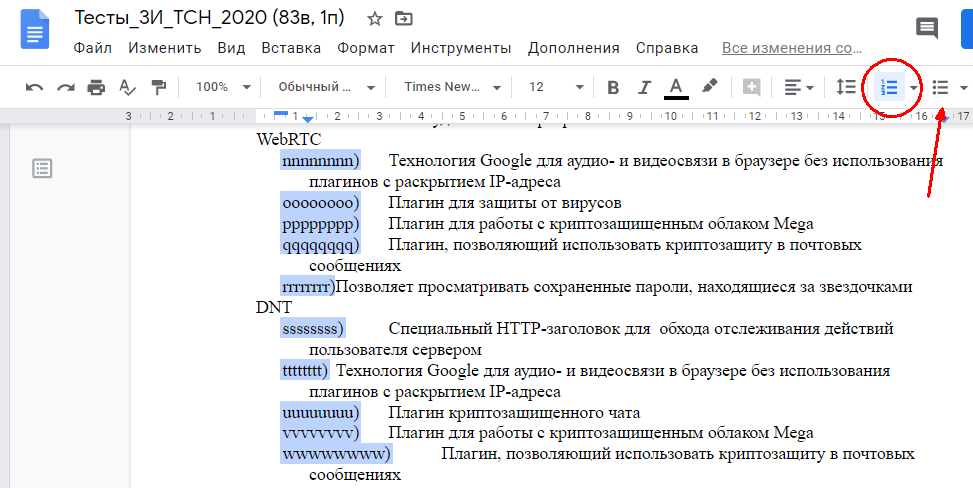 Тесты_ЗИ_ТСН_2020 (83в, 1п)
Файл Изменить Вид Вставка Формат Инструменты Дополнения Справка Все изменения со…
100% Обычный ... Times New... 12 B I A
3 2 1 1 2 3 4 5 6 7 8 9 10 11 12 13 14 15 16 17
WebRTC
nnnnnnnn) Технология Google для аудио- и видеосвязи в браузере без использования
плагинов с раскрытием IP-адреса
oooooooo) Плагин для защиты от вирусов
pppppppp) Плагин для работы с криптозащищенным облаком Mega
qqqqqqqq) Плагин, позволяющий использовать криптозащиту в почтовых
сообщениях
rrrrrrrr)Позволяет просматривать сохраненные пароли, находящиеся за звездочками
DNT
ssssssss) Специальный HTTP-заголовок для обхода отслеживания действий
пользователя сервером
tttttttt) Технология Google для аудио- и видеосвязи в браузере без использования
плагинов с раскрытием IP-адреса
uuuuuuuu) Плагин криптозащищенного чата
vvvvvvvv) Плагин для работы с криптозащищенным облаком Mega
wwwwwwww) Плагин, позволяющий использовать криптозащиту в почтовых
сообщениях